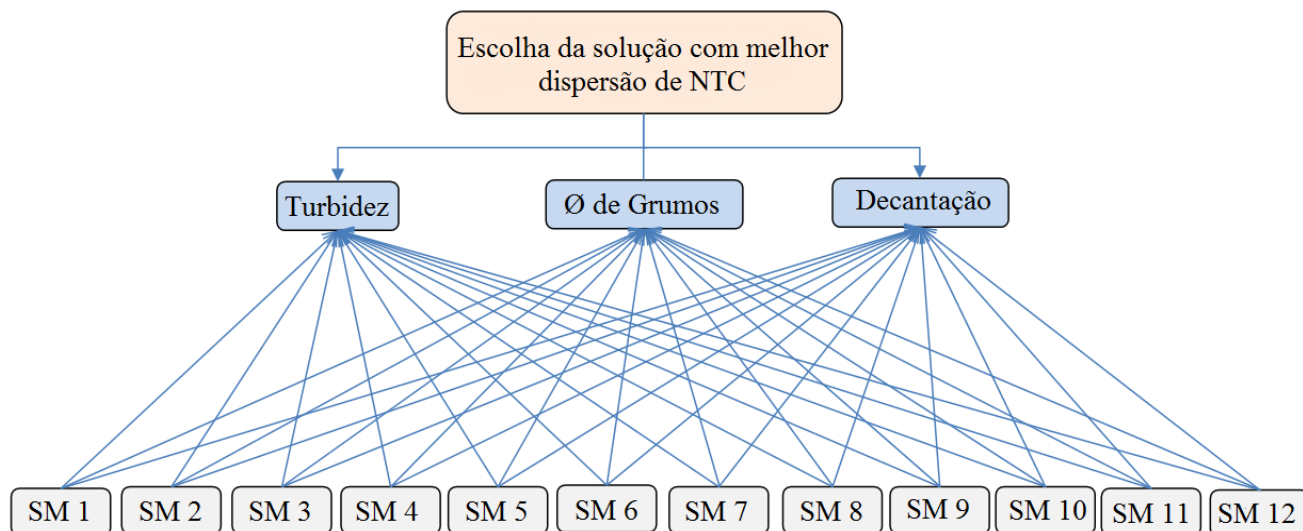 Escolha da solução com melhor
dispersão de NTC
Turbidez
Ø de Grumos
Decantação
SM 1
SM 2
SM 3
SM 4
SM 5
SM 6
SM 7
SM 8
SM 9
SM 10
SM 11
SM 12